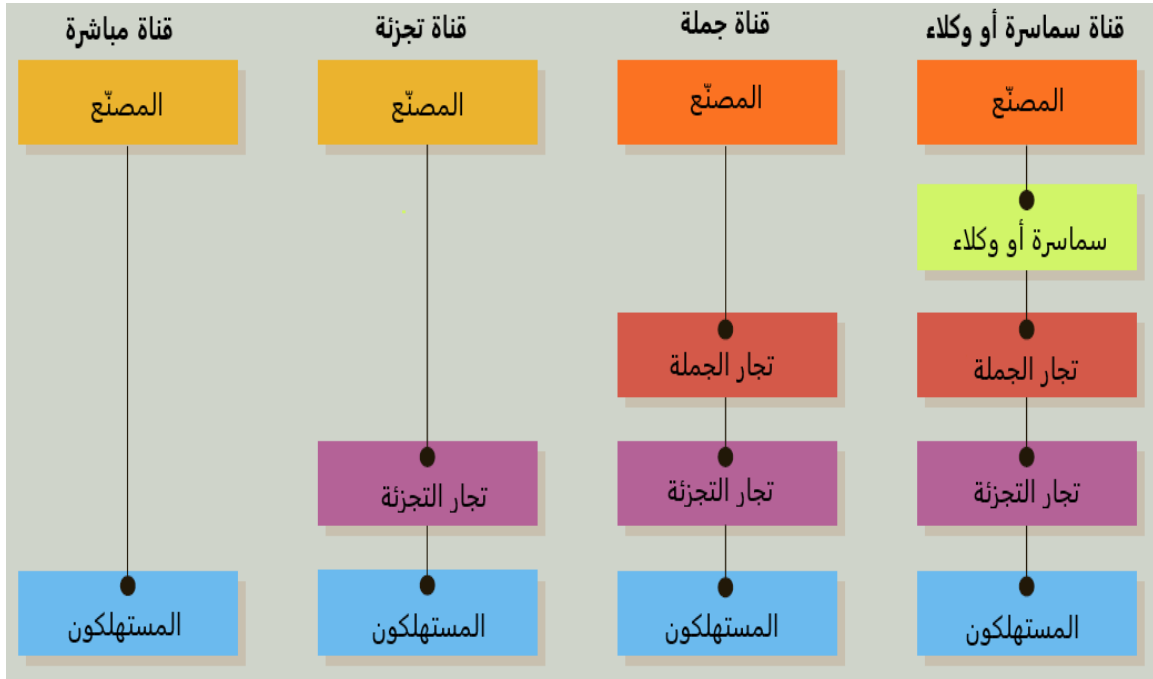 قناة سماسرة أو وكلاء
المصنّع
سماسرة أو وكلاء
تجار الجملة
تجار التجزئة
المستهلكون
قناة جملة
المصنّع
تجار الجملة
تجار التجزئة
المستهلكون
قناة تجزئة
المصنّع
تجار التجزئة
المستهلكون
قناة مباشرة
المصنّع
المستهلكون